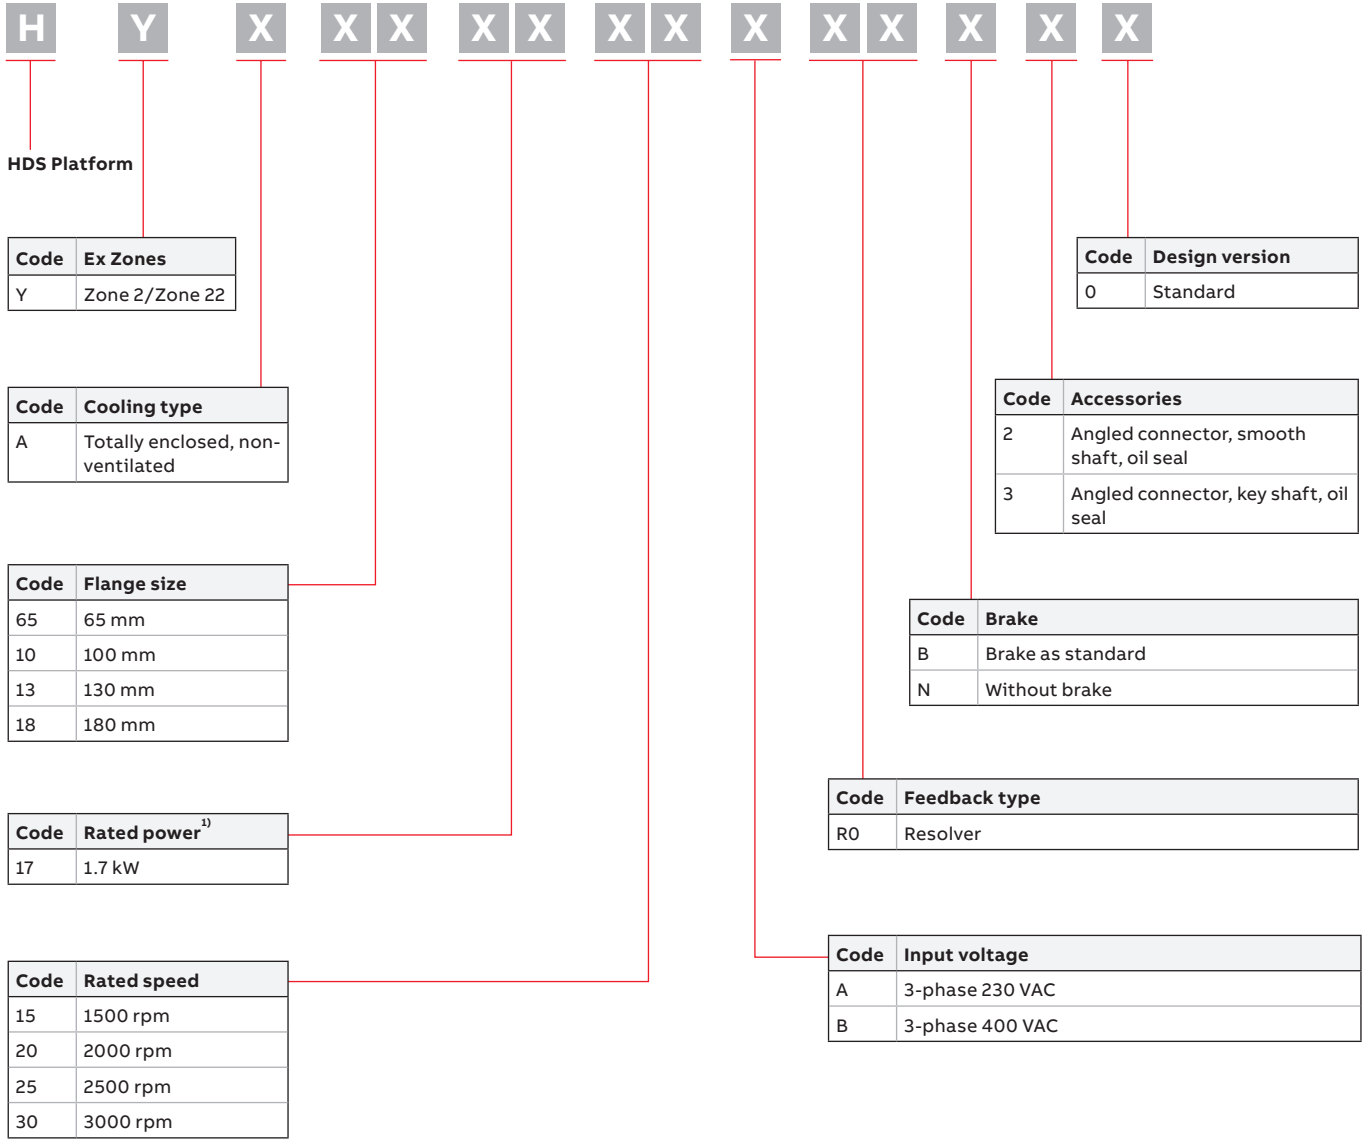 H Y X X X X X X X X X X X X X
HDS Platform
Code Ex Zones
Y Zone 2/Zone 22
Code Cooling type
A Totally enclosed, non-
ventilated
Code Flange size
65 65 mm
10 100 mm
13 130 mm
18 180 mm
Code Rated power 1)
17 1.7 kW
Code Rated speed
15 1500 rpm
20 2000 rpm
25 2500 rpm
30 3000 rpm
Code Design version
0 Standard
Code Accessories
2 Angled connector, smooth
shaft, oil seal
3 Angled connector, key shaft, oil
seal
Code Brake
B Brake as standard
N Without brake
Code Feedback type
R0 Resolver
Code Input voltage
A 3-phase 230 VAC
B 3-phase 400 VAC